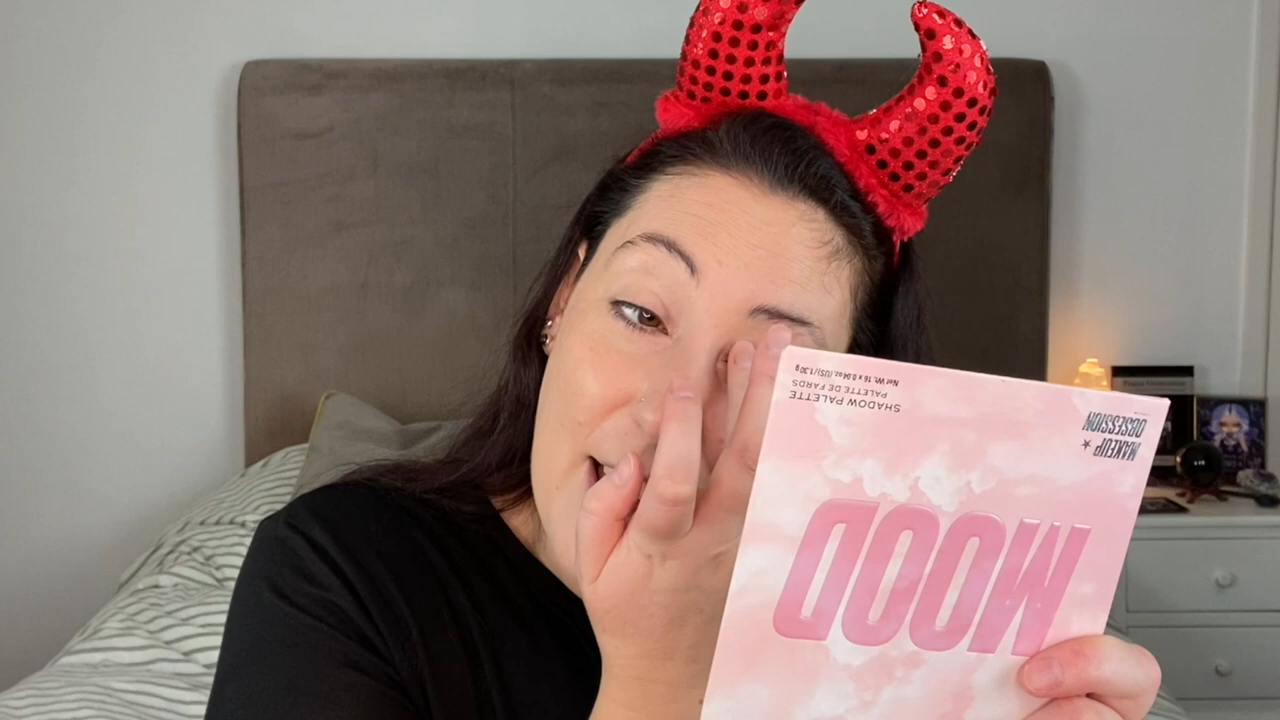 MAKEUP
OBSESSION
MOOD
SHADOW PALETTE
PALETTE DE FARDS
Net Wt. 16 x 0.04oz.(US)/1.30g